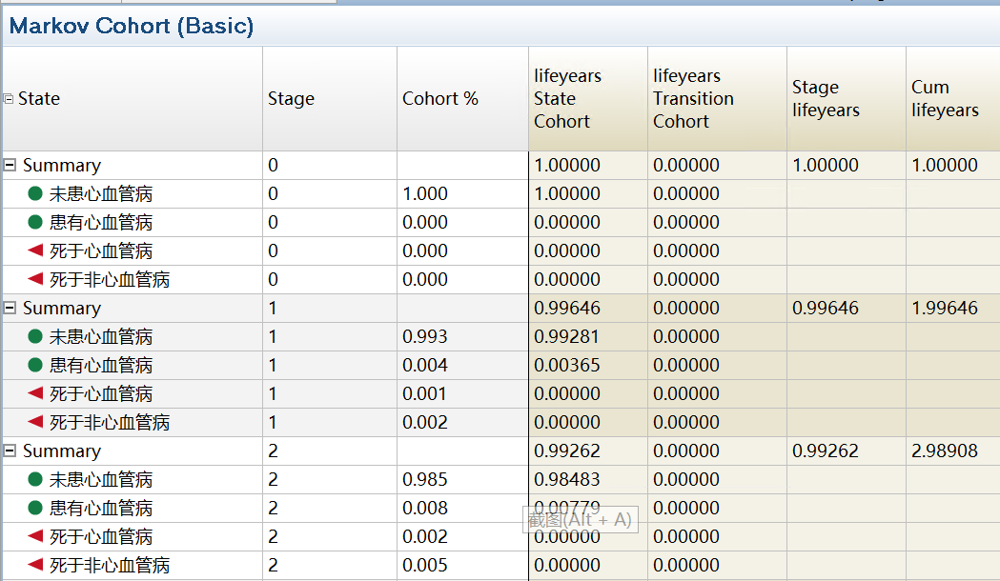 Markov Cohort (Basic)
State Stage Cohort % lifeyears State Cohort lifeyears Transition Cohort Stage lifeyears Cum lifeyears
Summary 0 1.00000 0.00000 1.00000 1.00000
未患心血管病 0 1.000 1.00000 0.00000
患有心血管病 0 0.000 0.00000 0.00000
死于心血管病 0 0.000 0.00000 0.00000
死于非心血管病 0 0.000 0.00000 0.00000
Summary 1 0.99646 0.00000 0.99646 1.99646
未患心血管病 1 0.993 0.99281 0.00000
患有心血管病 1 0.004 0.00365 0.00000
死于心血管病 1 0.001 0.00000 0.00000
死于非心血管病 1 0.002 0.00000 0.00000
Summary 2 0.99262 0.00000 0.99262 2.98908
未患心血管病 2 0.985 0.98483 0.00000
患有心血管病 2 0.008 0.00779 0.00000
截图(Alt + A)
死于心血管病 2 0.002 0.00000 0.00000
死于非心血管病 2 0.005 0.00000 0.00000